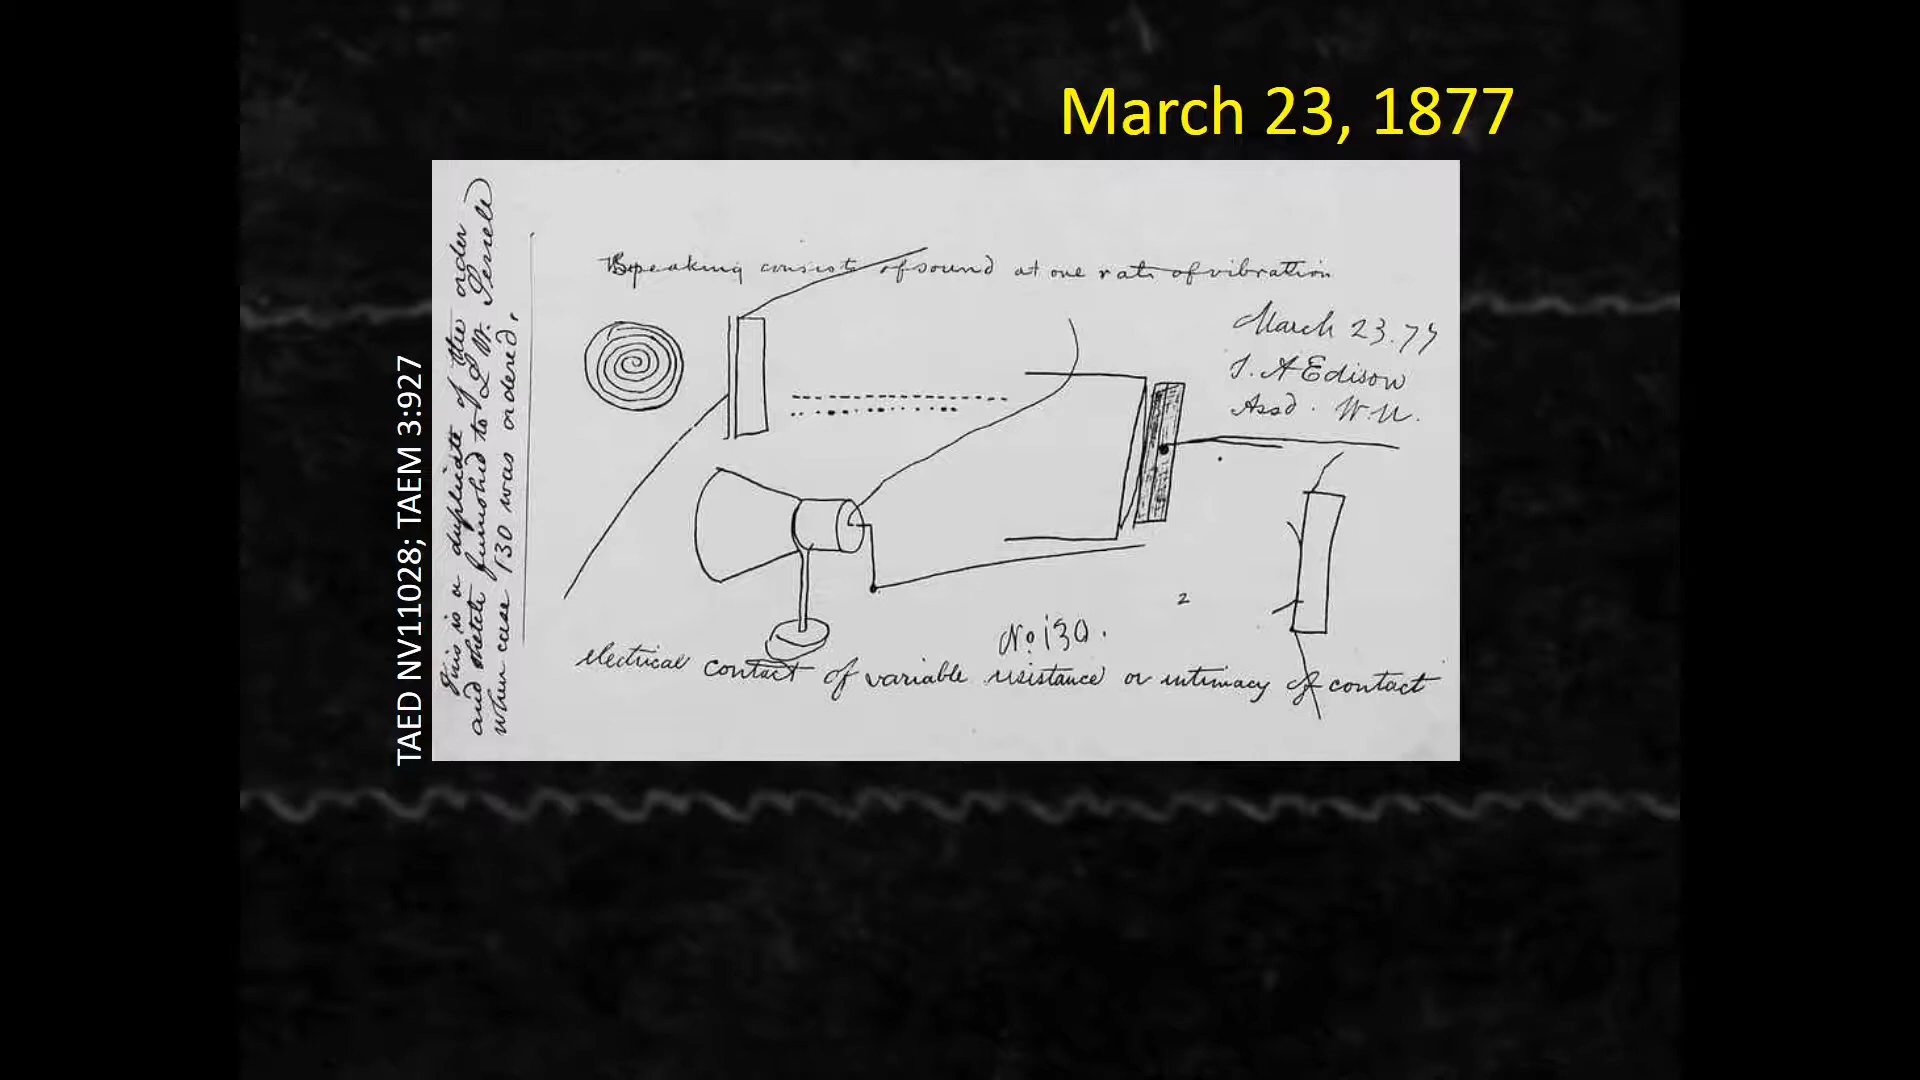 March 23, 1877
TAED NV11028; TAEM 3:927
This is a duplicate of the order
and sketch furnished to L. W. Serrell
when case 130 was ordered.
Speaking consists of sound at one rate of vibration
March 23. 77
T. A Edison
Assd. W.U.
2
No 130.
electrical contact of variable resistance or intimacy of contact